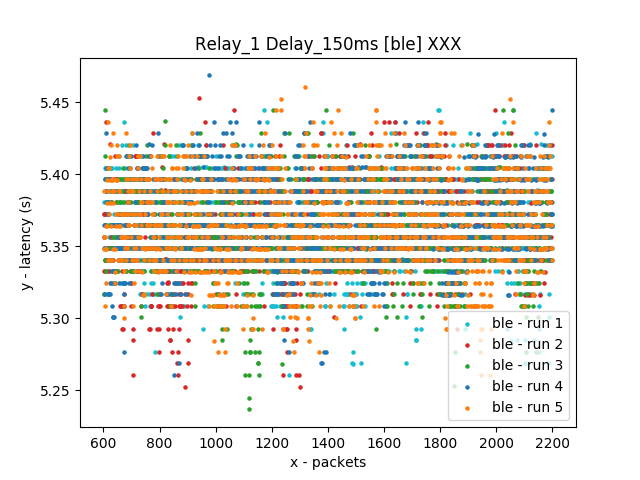 Relay_1 Delay_150ms [ble] XXX
y - latency (s)
5.45
5.40
5.35
5.30
5.25
600 800 1000 1200 1400 1600 1800 2000 2200
x - packets
ble - run 1
ble - run 2
ble - run 3
ble - run 4
ble - run 5